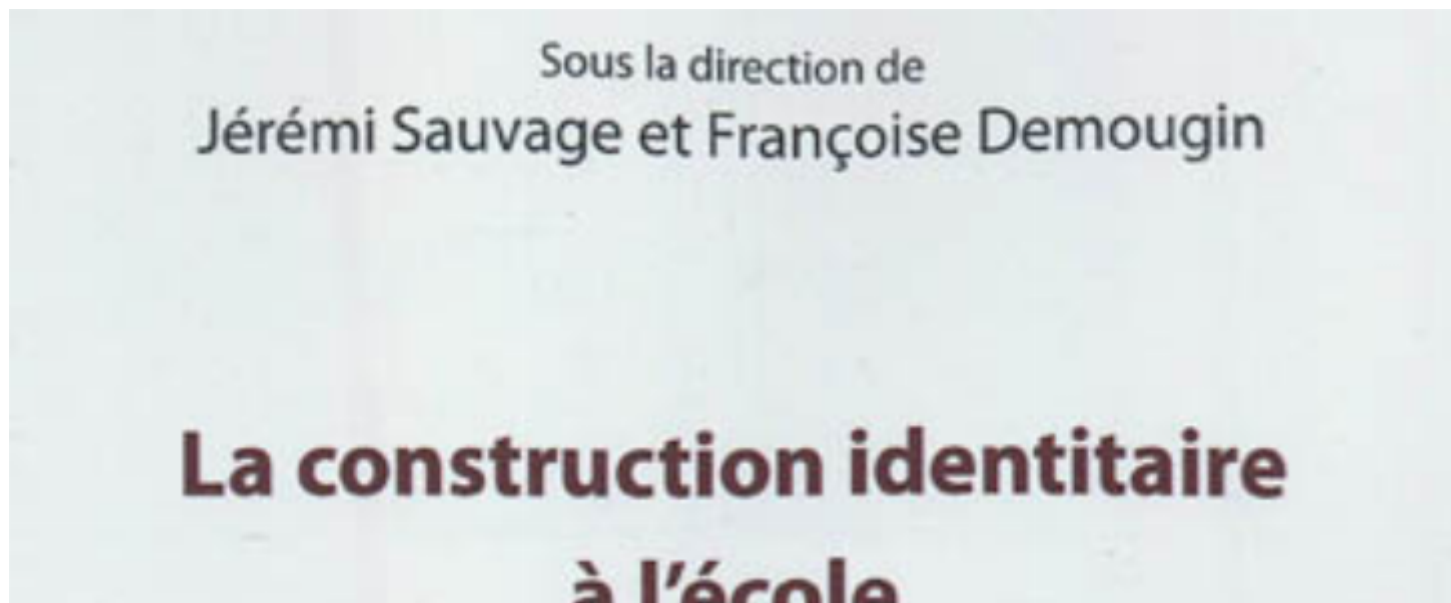 Sous la direction de
Jérémi Sauvage et Françoise Demougin
La construction identitaire
à l'école